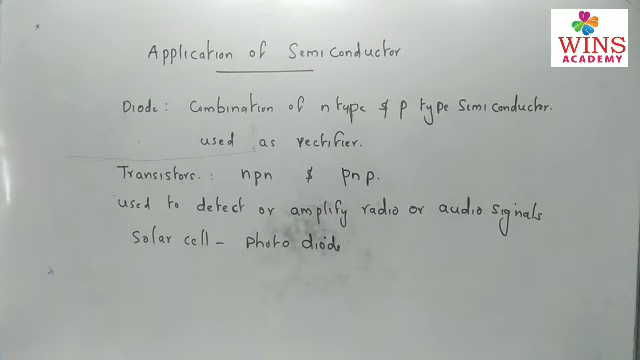 WINS
ACADEMY
Application of Semiconductor
Diode: Combination of n type & p type semiconductor.
used as rectifier.
Transistors: npn & pnp.
used to detect or amplify radio or audio signals
Solar cell – photo diode